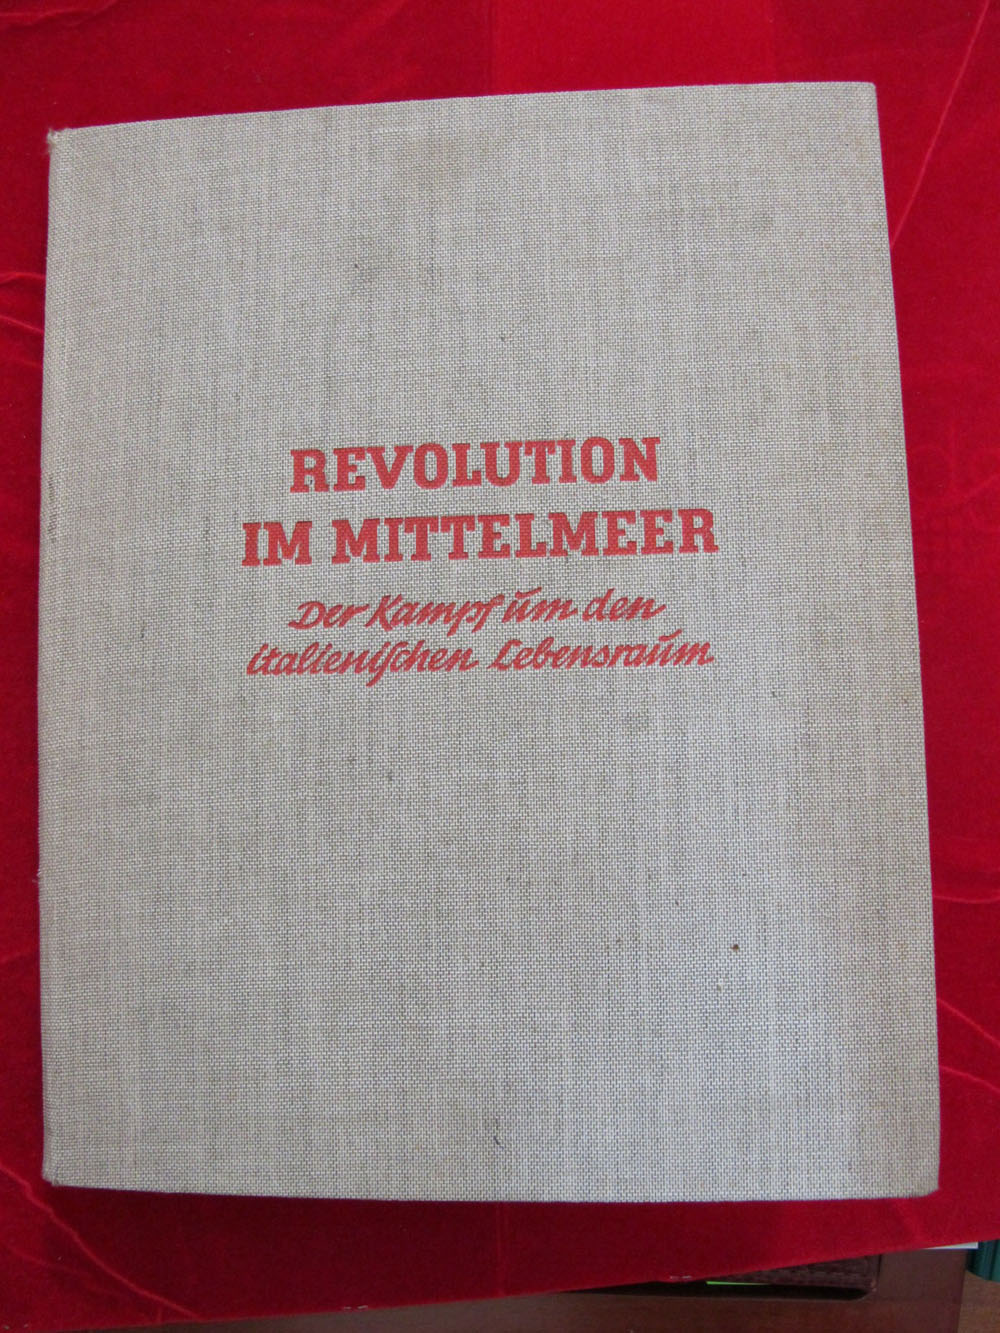 REVOLUTION
IM MITTELMEER
Der Kampf um den
italieniſchen Lebensraum